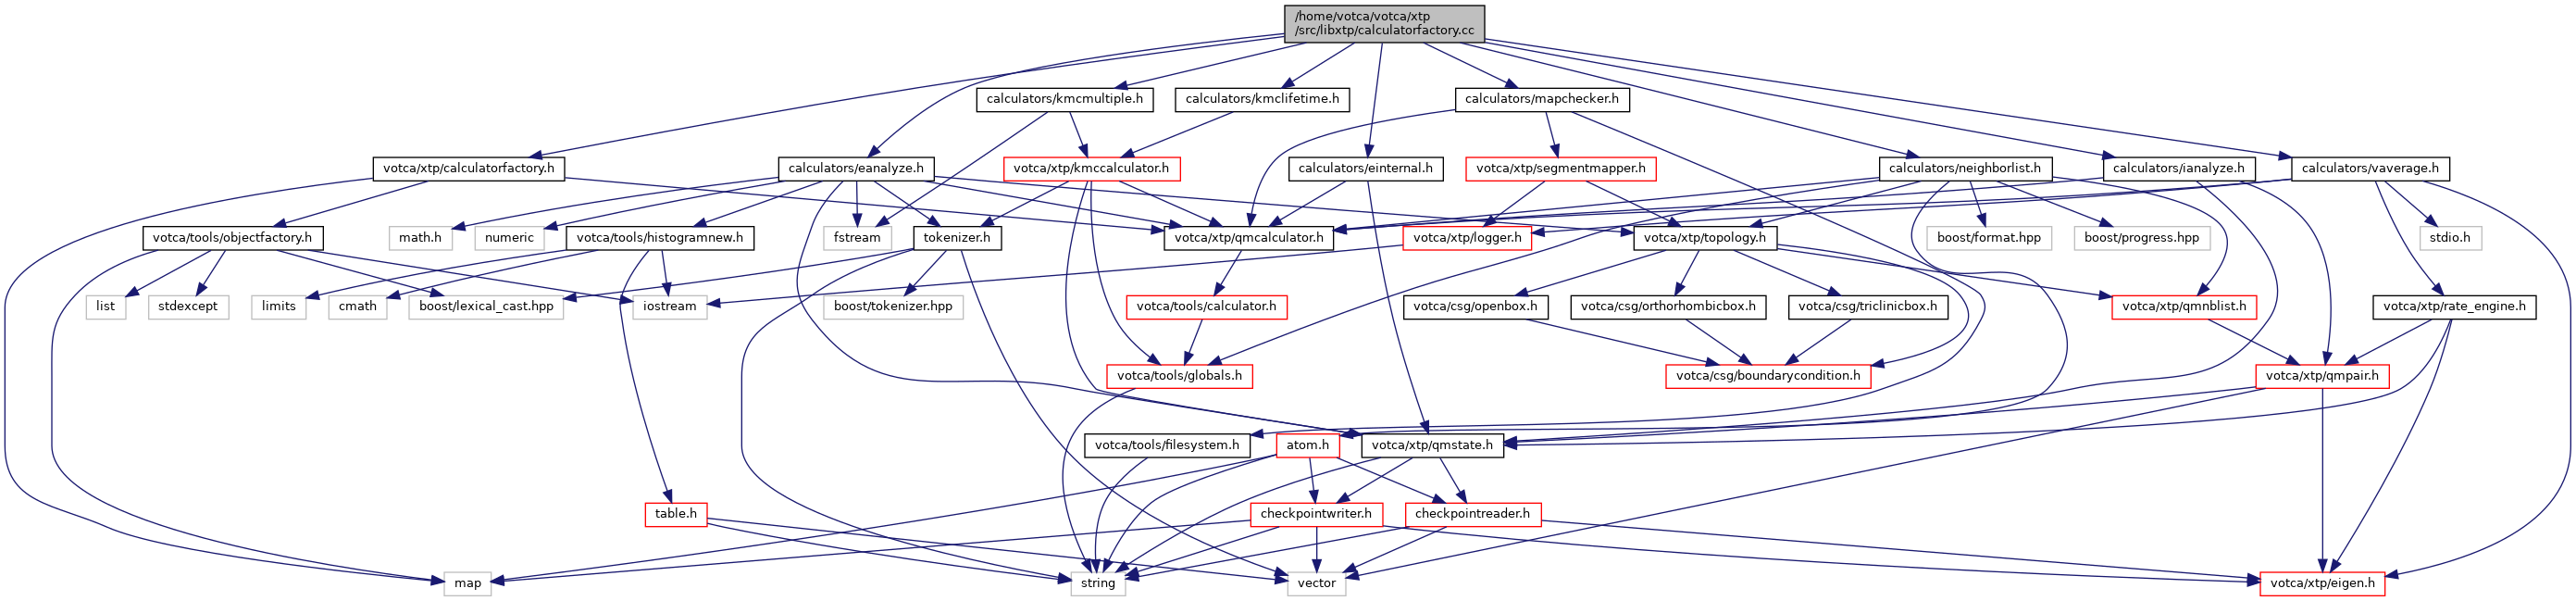 /home/votca/votca/xtp
/src/libxtp/calculatorfactory.cc
calculators/kmcmultiple.h
calculators/kmclifetime.h
calculators/mapchecker.h
votca/xtp/calculatorfactory.h
calculators/eanalyze.h
votca/xtp/kmccalculator.h
calculators/einternal.h
votca/xtp/segmentmapper.h
calculators/neighborlist.h
calculators/ianalyze.h
calculators/vaverage.h
votca/tools/objectfactory.h
math.h
numeric
votca/tools/histogramnew.h
fstream
tokenizer.h
votca/xtp/qmcalculator.h
votca/xtp/logger.h
votca/xtp/topology.h
boost/format.hpp
boost/progress.hpp
stdio.h
list
stdexcept
limits
cmath
boost/lexical_cast.hpp
iostream
boost/tokenizer.hpp
votca/tools/calculator.h
votca/csg/openbox.h
votca/csg/orthorhombicbox.h
votca/csg/triclinicbox.h
votca/xtp/qmnblist.h
votca/xtp/rate_engine.h
votca/tools/globals.h
votca/csg/boundarycondition.h
votca/xtp/qmpair.h
votca/tools/filesystem.h
atom.h
votca/xtp/qmstate.h
table.h
checkpointwriter.h
checkpointreader.h
map
string
vector
votca/xtp/eigen.h